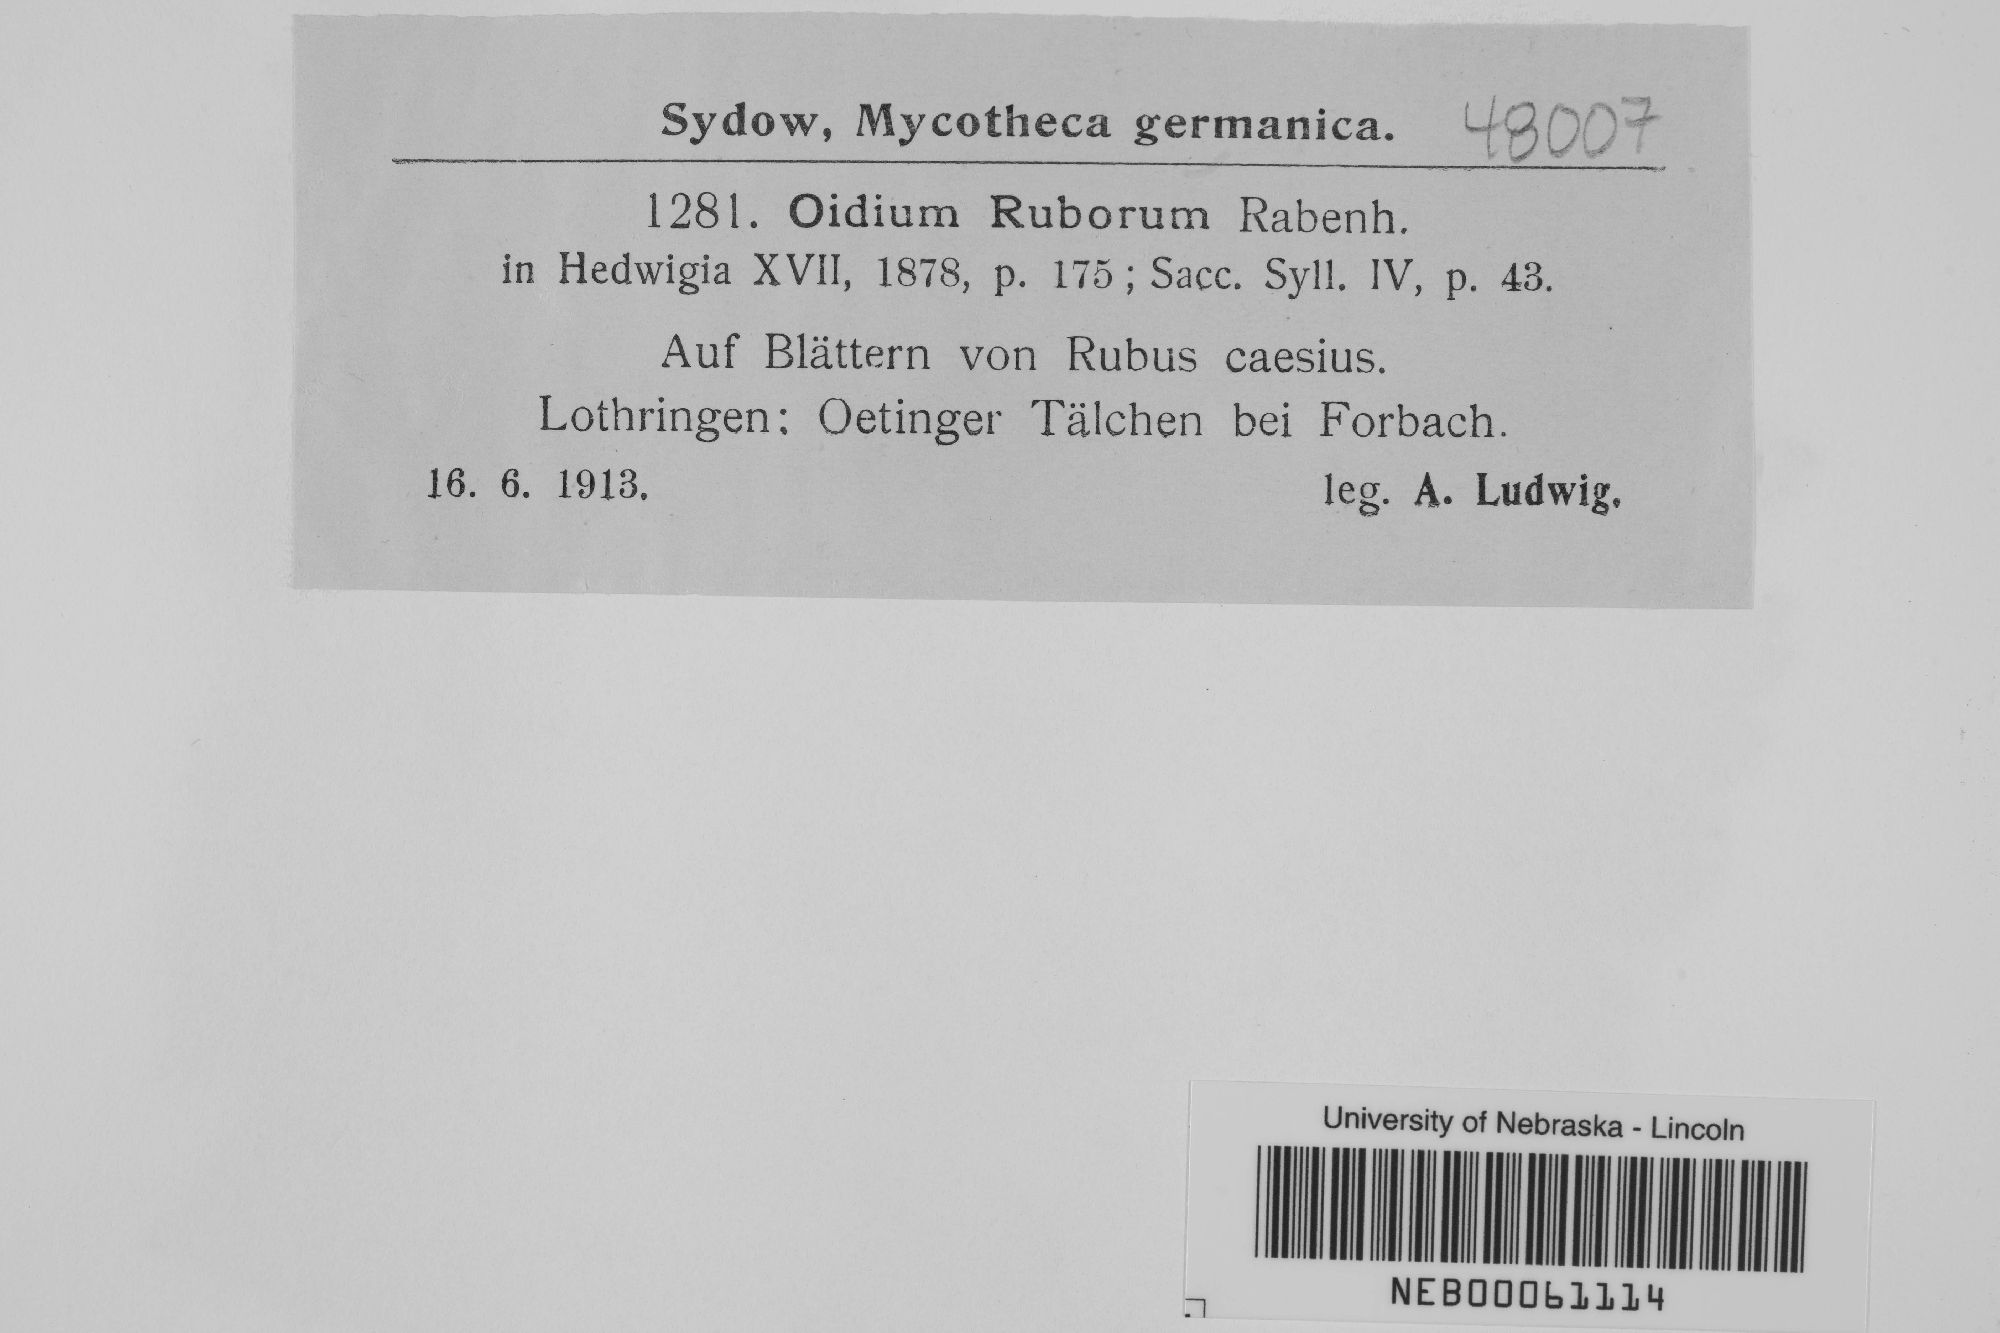 Sydow, Mycotheca germanica. 48007
1281. Oidium Ruborum Rabenh.
in Hedwigia XVII, 1878, p. 175; Sacc. Syll. IV, p. 43.
Auf Blättern von Rubus caesius.
Lothringen: Oetinger Tälchen bei Forbach.
16. 6. 1913. leg. A. Ludwig.
University of Nebraska - Lincoln
NEB00061114